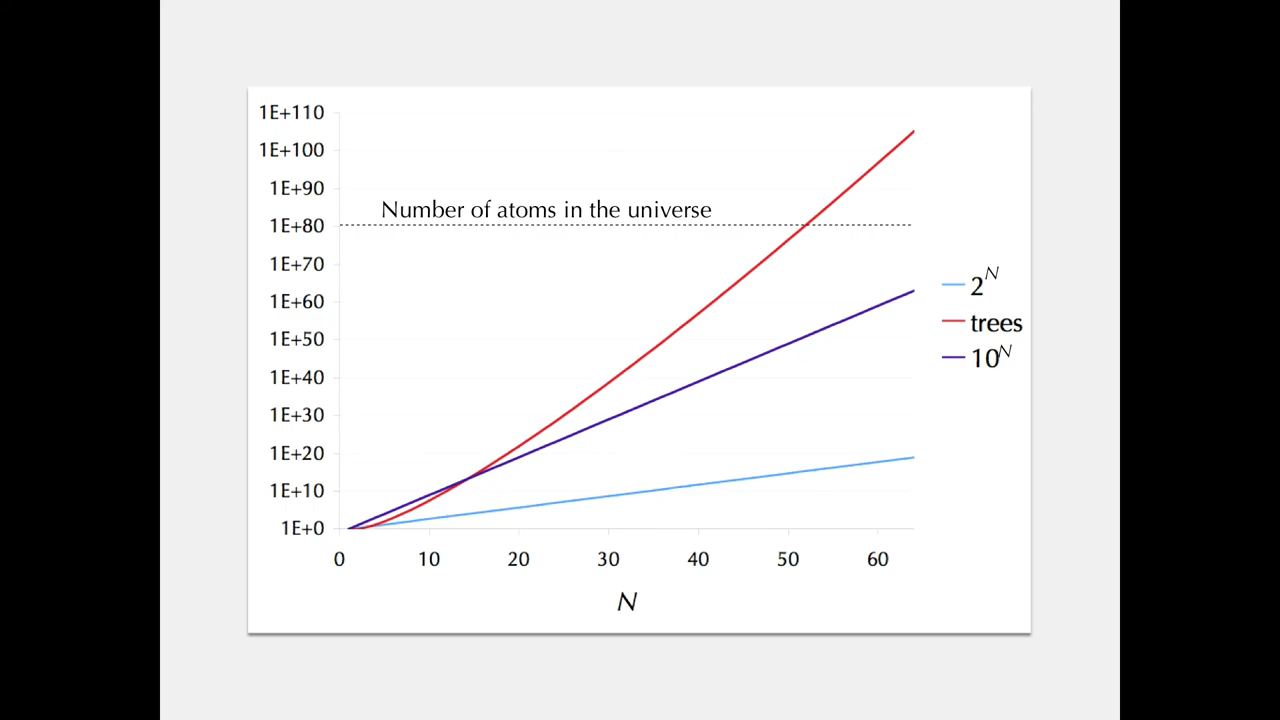 1E+110
1E+100
1E+90
Number of atoms in the universe
1E+80
1E+70
1E+60
1E+50
1E+40
1E+30
1E+20
1E+10
1E+0
0 10 20 30 40 50 60
N
2^N
trees
10^N